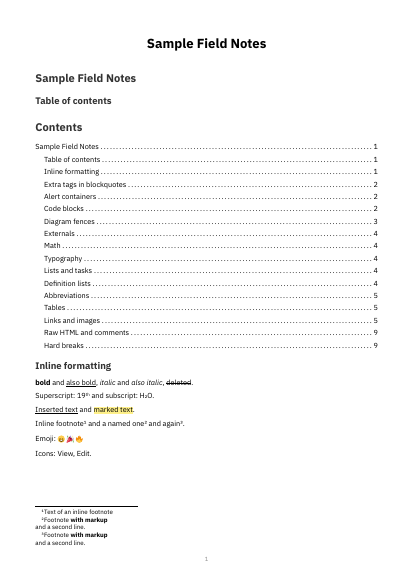 Sample Field Notes
Sample Field Notes
Table of contents
Contents
Sample Field Notes 1
Table of contents 1
Inline formatting 1
Extra tags in blockquotes 2
Alert containers 2
Code blocks 2
Diagram fences 3
Externals 4
Math 4
Typography 4
Lists and tasks 4
Definition lists 4
Abbreviations 5
Tables 5
Links and images 5
Raw HTML and comments 9
Hard breaks 9
Inline formatting
bold and also bold, italic and also italic, deleted.
Superscript: 19ᵗʰ and subscript: H₂O.
Inserted text and marked text.
Inline footnote¹ and a named one² and again².
Emoji: 😄 🎉 🔥
Icons: View, Edit.
¹Text of an inline footnote
²Footnote with markup
and a second line.
³Footnote with markup
and a second line.
1